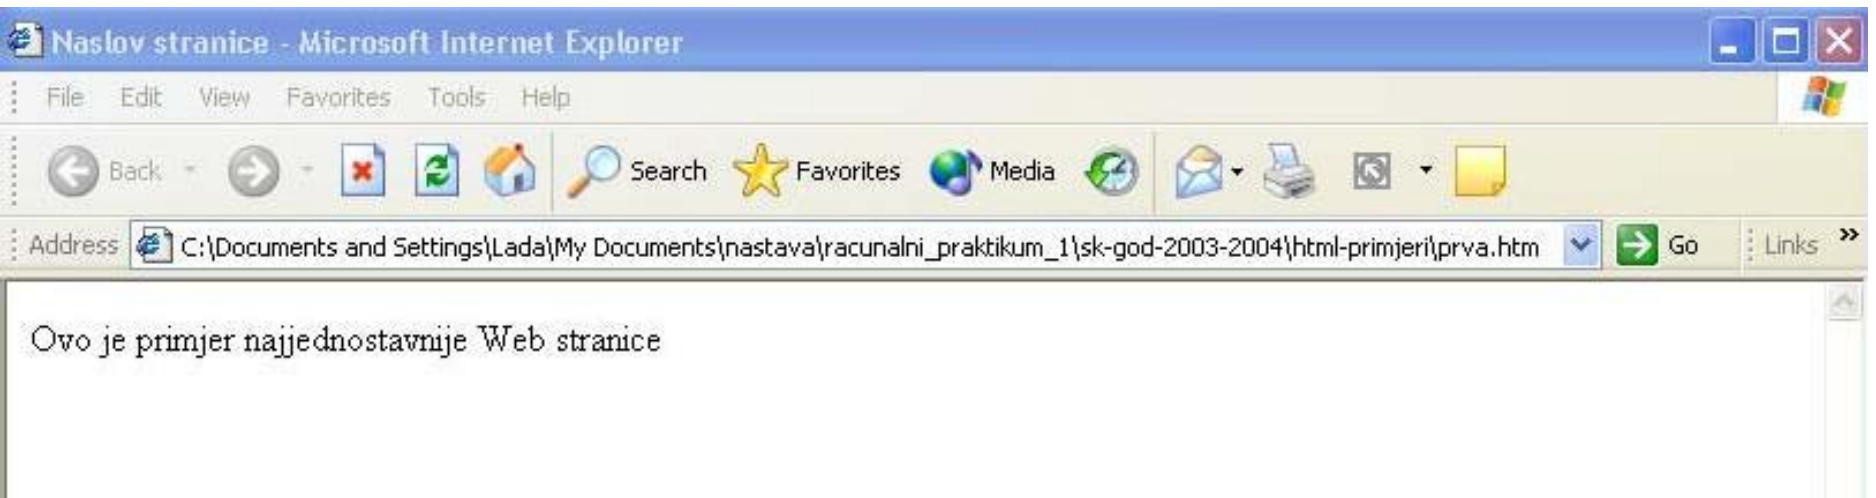 Naslov stranice - Microsoft Internet Explorer
File Edit View Favorites Tools Help
Back Search Favorites Media
Address C:\Documents and Settings\Lada\My Documents\nastava\racunalni_praktikum_1\sk-god-2003-2004\html-primjeri\prva.htm Go Links »
Ovo je primjer najjednostavnije Web stranice